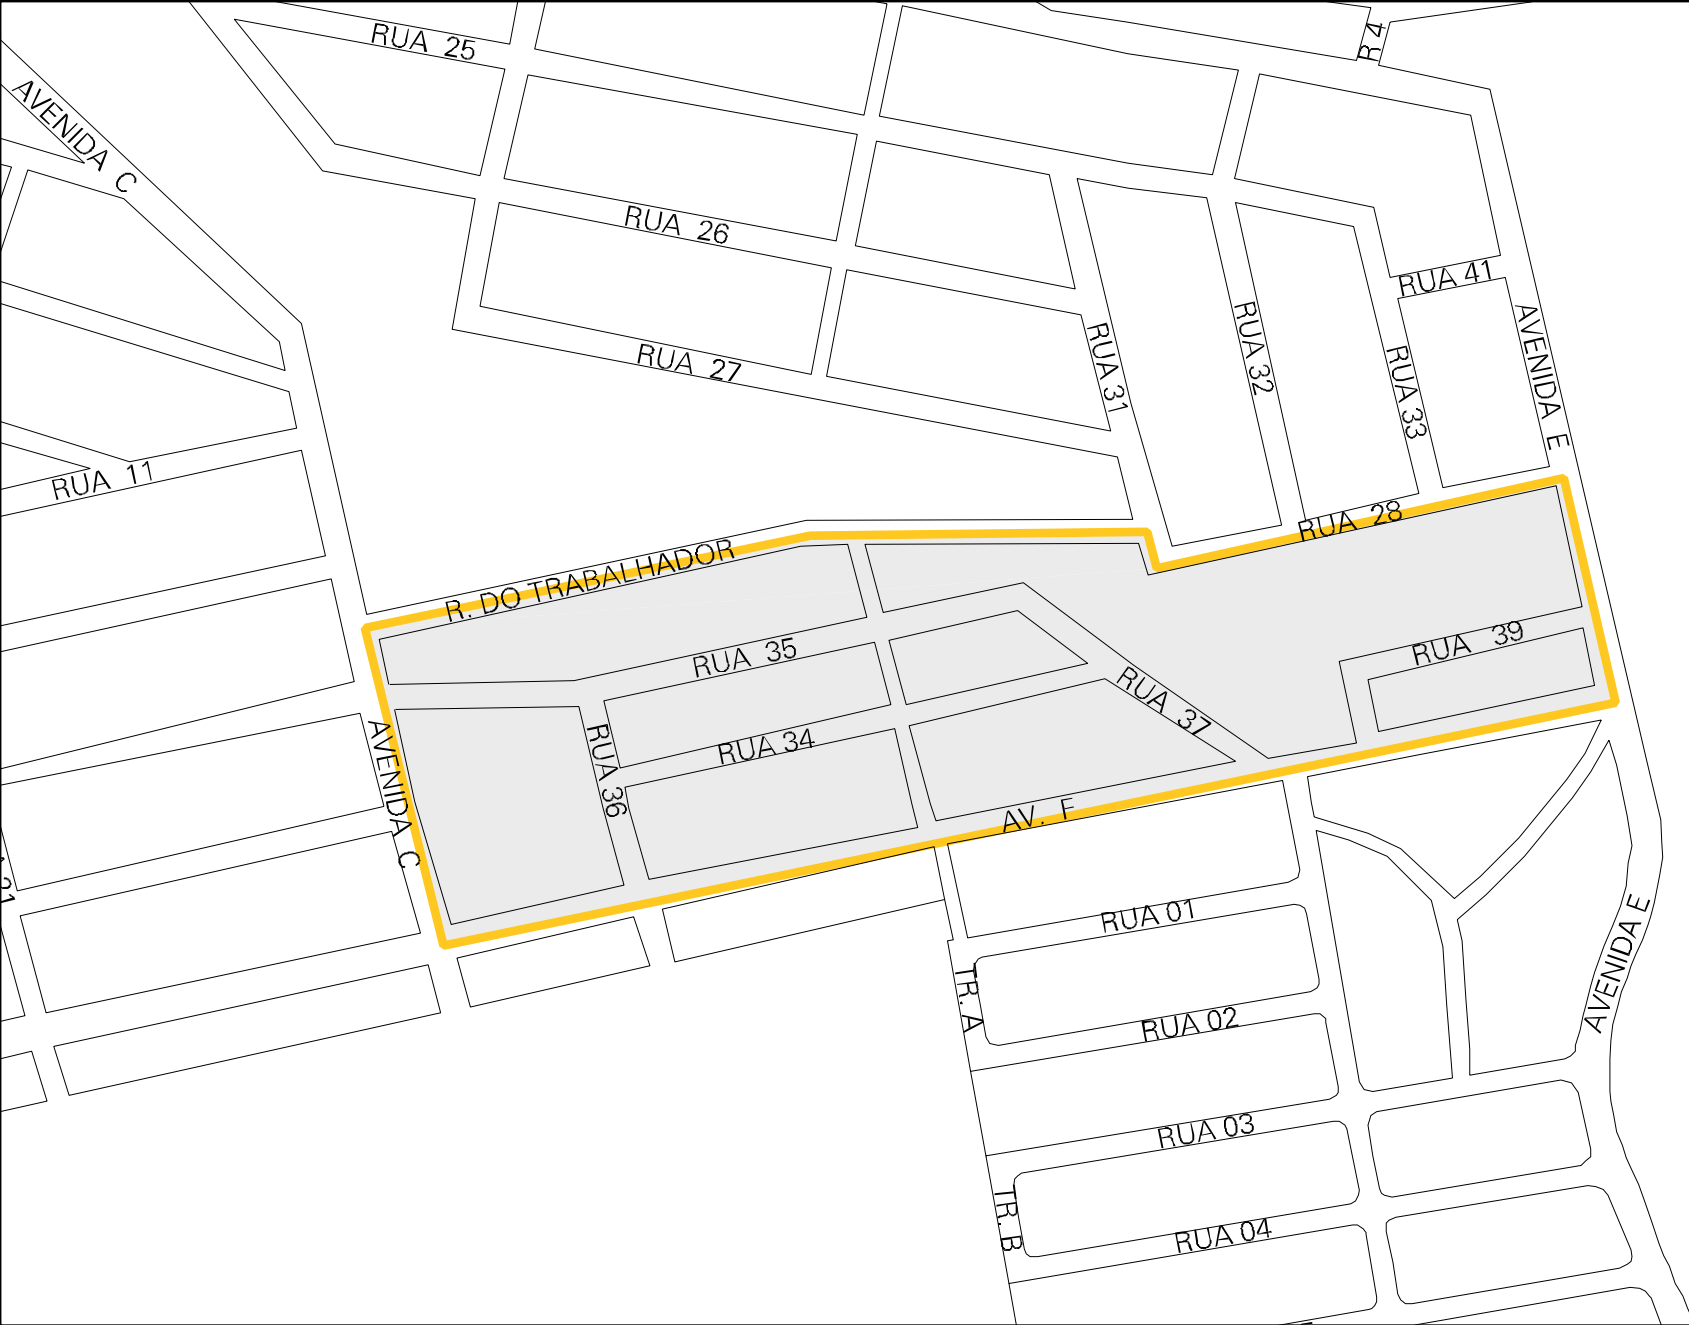 RUA 25
R 4
AVENIDA C
RUA 26
RUA 41
RUA 27
RUA 31
RUA 32
RUA 33
AVENIDA E
RUA 11
RUA 28
R. DO TRABALHADOR
RUA 35
RUA 39
RUA 37
RUA 34
RUA 36
AVENIDA C
AV. F
RUA 01
AVENIDA E
TR. A
RUA 02
RUA 03
TR. B
RUA 04